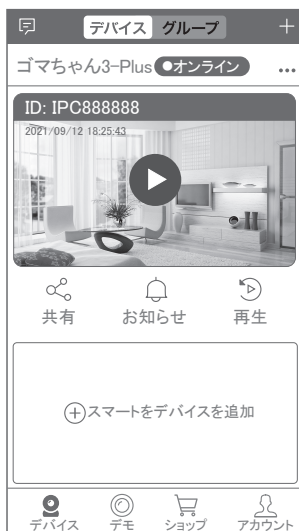 デバイス グループ
ゴマちゃん3-Plus オンライン
ID: IPC888888
2021/09/12 18:25:43
共有 お知らせ 再生
スマートをデバイスを追加
デバイス デモ ショップ アカウント